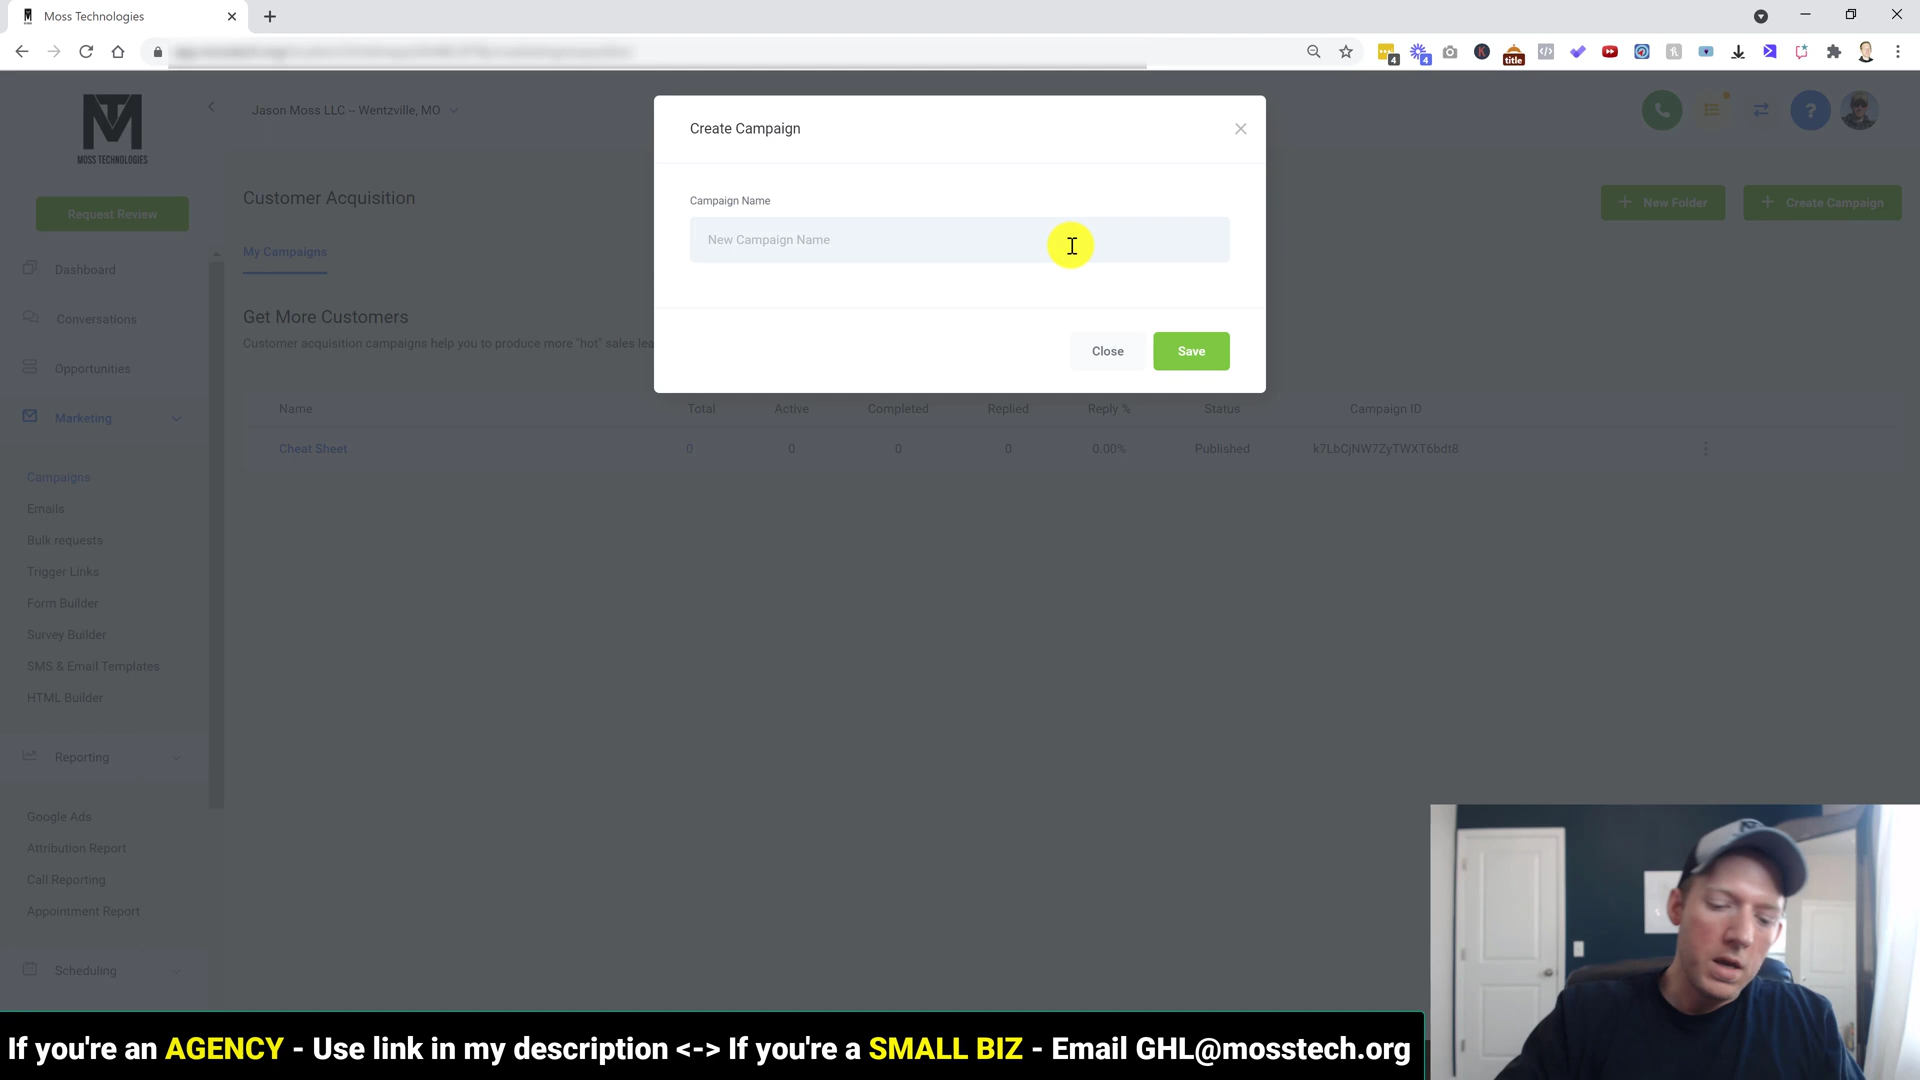 Moss Technologies
4
4
title
MOSS TECHNOLOGIES
Jason Moss LLC -- Wentzville, MO
Request Review
Dashboard
Conversations
Opportunities
Marketing
Campaigns
Emails
Bulk requests
Trigger Links
Form Builder
Survey Builder
SMS & Email Templates
HTML Builder
Reporting
Google Ads
Attribution Report
Call Reporting
Appointment Report
Scheduling
Customer Acquisition
New Folder
Create Campaign
My Campaigns
Get More Customers
Customer acquisition campaigns help you to produce more "hot" sales
Create Campaign
Campaign Name
New Campaign Name
Close
Save
Name Total Active Completed Replied Reply % Status Campaign ID
Cheat Sheet 0 0 0 0 0.00% Published k7LbCjNW7ZyTWXT6bdt8
If you're an AGENCY - Use link in my description <-> If you're a SMALL BIZ - Email GHL@mosstech.org